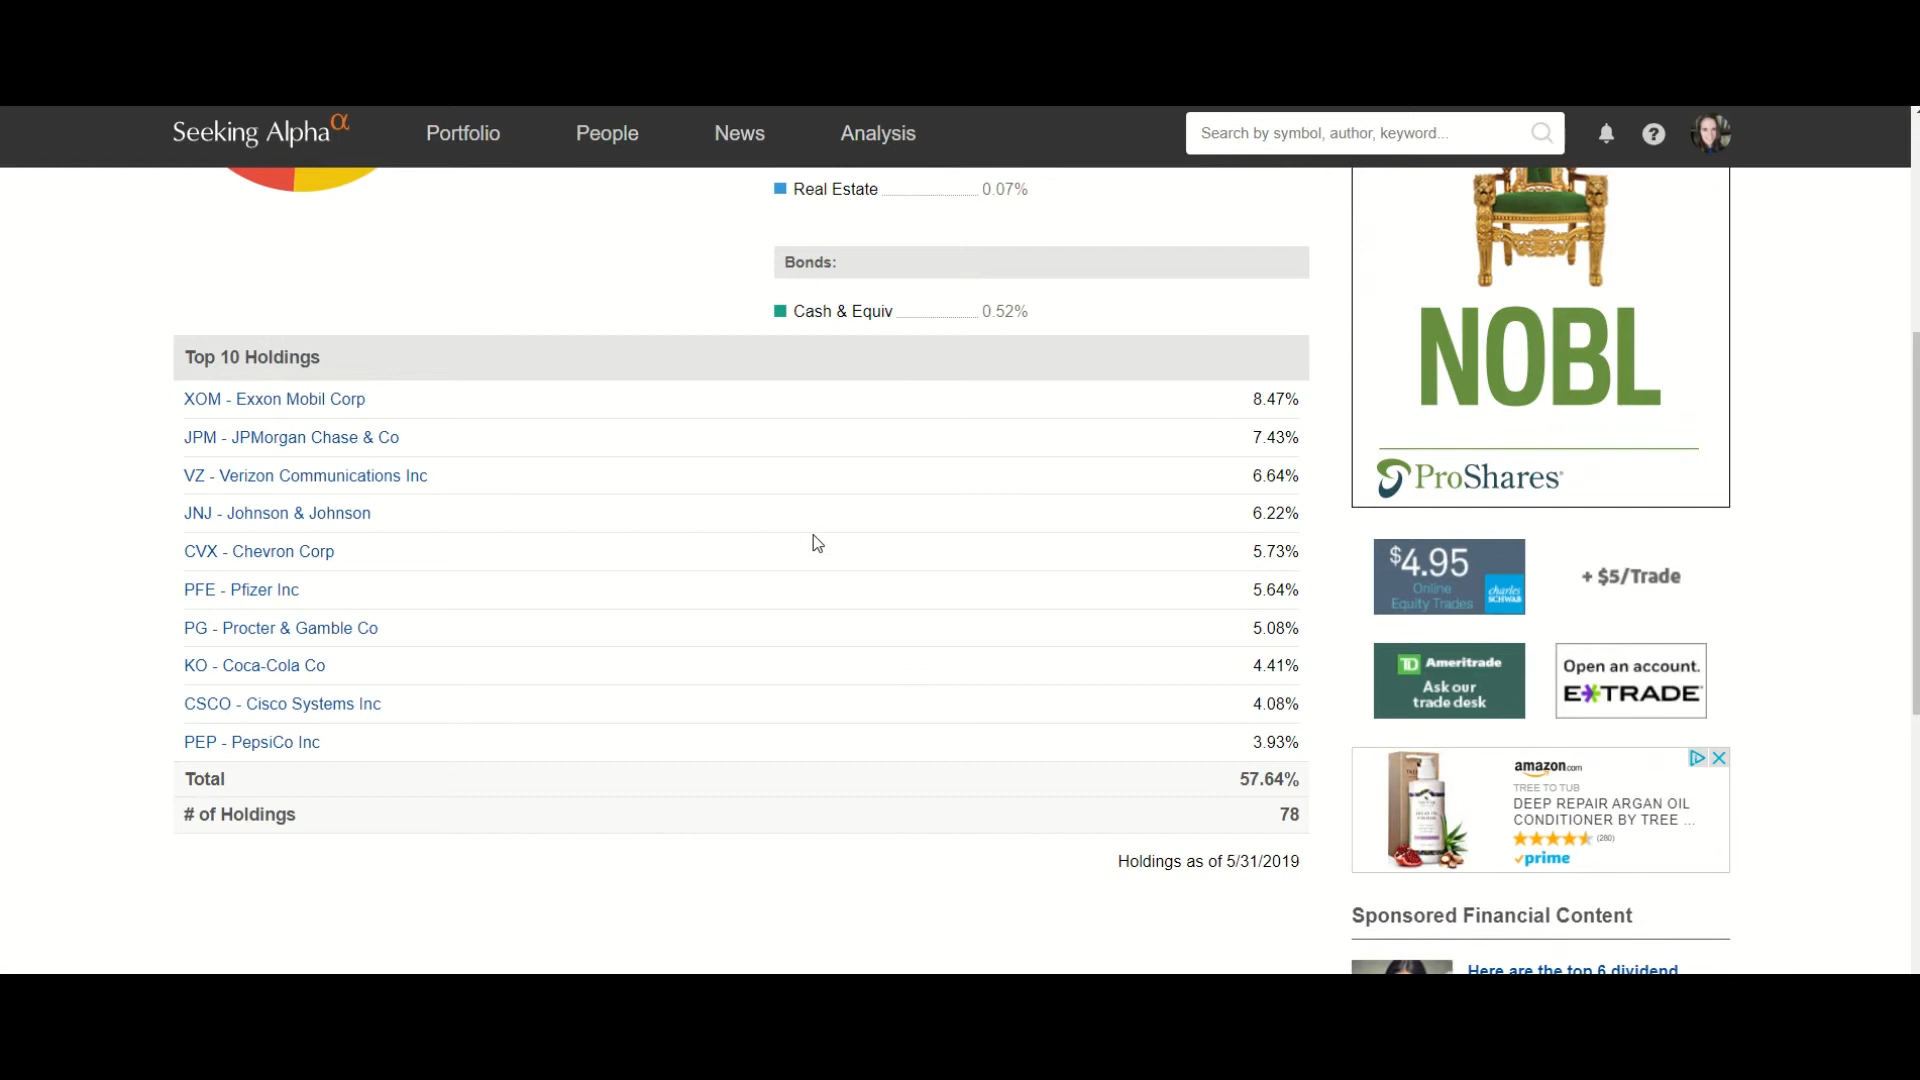 Seeking Alpha α
Portfolio
People
News
Analysis
Search by symbol, author, keyword...
Real Estate 0.07%
Bonds:
Cash & Equiv 0.52%
Top 10 Holdings
XOM - Exxon Mobil Corp 8.47%
JPM - JPMorgan Chase & Co 7.43%
VZ - Verizon Communications Inc 6.64%
JNJ - Johnson & Johnson 6.22%
CVX - Chevron Corp 5.73%
PFE - Pfizer Inc 5.64%
PG - Procter & Gamble Co 5.08%
KO - Coca-Cola Co 4.41%
CSCO - Cisco Systems Inc 4.08%
PEP - PepsiCo Inc 3.93%
Total 57.64%
# of Holdings 78
Holdings as of 5/31/2019
NOBL
ProShares
$4.95
Online
Equity Trades
charles
SCHWAB
+ $5/Trade
TD Ameritrade
Ask our
trade desk
Open an account.
E*TRADE
amazon.com
TREE TO TUB
DEEP REPAIR ARGAN OIL
CONDITIONER BY TREE ...
(280)
prime
Sponsored Financial Content
Here are the top 6 dividend